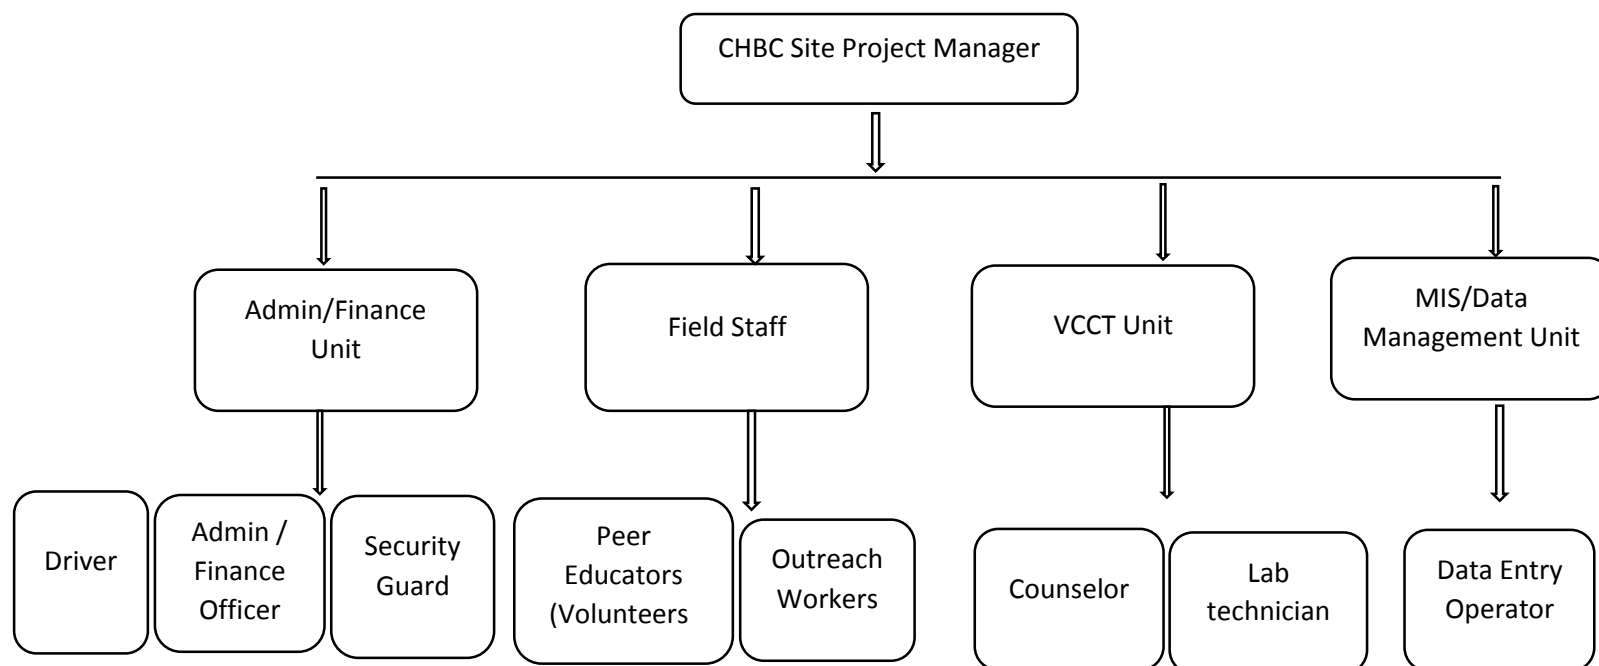 CHBC Site Project Manager
Admin/Finance
Unit
Field Staff
VCCT Unit
MIS/Data
Management Unit
Driver
Admin /
Finance
Officer
Security
Guard
Peer
Educators
(Volunteers
Outreach
Workers
Counselor
Lab
technician
Data Entry
Operator